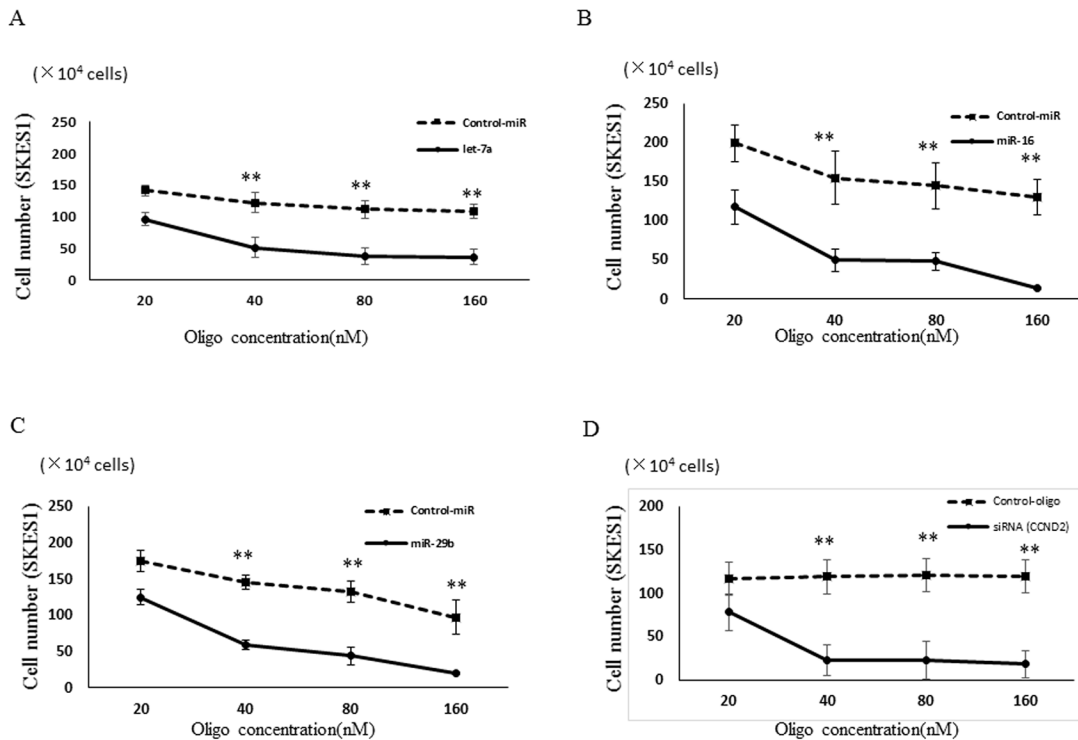 A
(×10⁴ cells)
Cell number (SKES1)
250
200
150
100
50
0
Control-miR
let-7a
** ** **
20 40 80 160
Oligo concentration(nM)
B
(×10⁴ cells)
Cell number (SKES1)
250
200
150
100
50
0
Control-miR
miR-16
** ** **
20 40 80 160
Oligo concentration(nM)
C
(×10⁴ cells)
Cell number (SKES1)
250
200
150
100
50
0
Control-miR
miR-29b
** ** **
20 40 80 160
Oligo concentration(nM)
D
(×10⁴ cells)
Cell number (SKES1)
200
150
100
50
0
Control-oligo
siRNA (CCND2)
** ** **
20 40 80 160
Oligo concentration(nM)